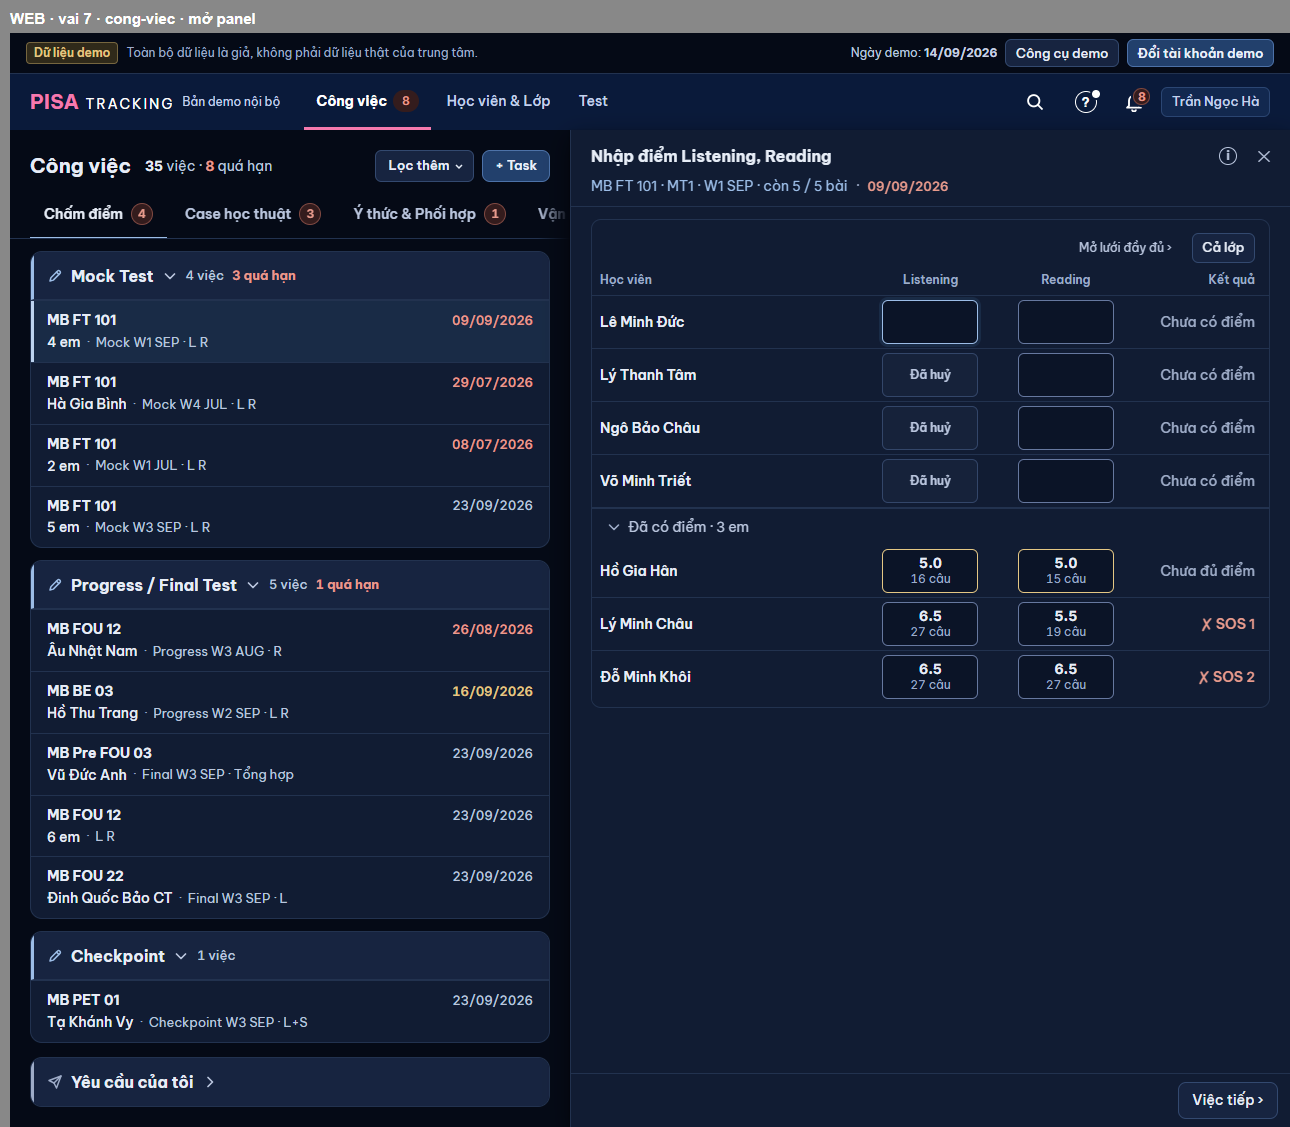 WEB · vai 7 · cong-viec · mở panel
Dữ liệu demo Toàn bộ dữ liệu là giả, không phải dữ liệu thật của trung tâm. Ngày demo: 14/09/2026 Công cụ demo Đổi tài khoản demo
PISA TRACKING Bản demo nội bộ Công việc 8 Học viên & Lớp Test ? 8 Trần Ngọc Hà
Công việc 35 việc · 8 quá hạn Lọc thêm + Task
Chấm điểm 4 Case học thuật 3 Ý thức & Phối hợp 1 Vận
Mock Test 4 việc 3 quá hạn
MB FT 101 09/09/2026
4 em · Mock W1 SEP · L R
MB FT 101 29/07/2026
Hà Gia Bình · Mock W4 JUL · L R
MB FT 101 08/07/2026
2 em · Mock W1 JUL · L R
MB FT 101 23/09/2026
5 em · Mock W3 SEP · L R
Progress / Final Test 5 việc 1 quá hạn
MB FOU 12 26/08/2026
Âu Nhật Nam · Progress W3 AUG · R
MB BE 03 16/09/2026
Hồ Thu Trang · Progress W2 SEP · L R
MB Pre FOU 03 23/09/2026
Vũ Đức Anh · Final W3 SEP · Tổng hợp
MB FOU 12 23/09/2026
6 em · L R
MB FOU 22 23/09/2026
Đinh Quốc Bảo CT · Final W3 SEP · L
Checkpoint 1 việc
MB PET 01 23/09/2026
Tạ Khánh Vy · Checkpoint W3 SEP · L+S
Yêu cầu của tôi
Nhập điểm Listening, Reading
MB FT 101 · MT1 · W1 SEP · còn 5 / 5 bài · 09/09/2026
Mở lưới đầy đủ › Cả lớp
Học viên Listening Reading Kết quả
Lê Minh Đức Chưa có điểm
Lý Thanh Tâm Đã huỷ Chưa có điểm
Ngô Bảo Châu Đã huỷ Chưa có điểm
Võ Minh Triết Đã huỷ Chưa có điểm
Đã có điểm · 3 em
Hồ Gia Hân 5.0 16 câu 5.0 15 câu Chưa đủ điểm
Lý Minh Châu 6.5 27 câu 5.5 19 câu ✗ SOS 1
Đỗ Minh Khôi 6.5 27 câu 6.5 27 câu ✗ SOS 2
Việc tiếp ›